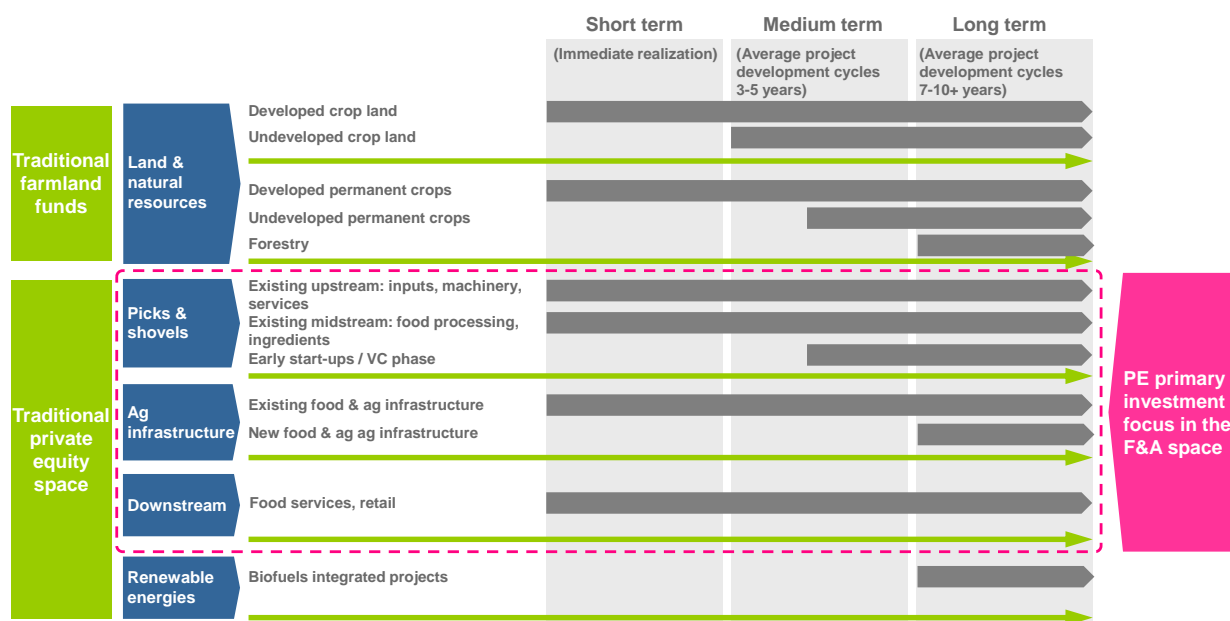 Short term
Medium term
Long term
(Immediate realization)
(Average project
development cycles
3-5 years)
(Average project
development cycles
7-10+ years)
Traditional
farmland
funds
Land &
natural
resources
Developed crop land
Undeveloped crop land
Developed permanent crops
Undeveloped permanent crops
Forestry
Traditional
private
equity
space
Picks &
shovels
Existing upstream: inputs, machinery,
services
Existing midstream: food processing,
ingredients
Early start-ups / VC phase
Ag
infrastructure
Existing food & ag infrastructure
New food & ag ag infrastructure
Downstream
Food services, retail
Renewable
energies
Biofuels integrated projects
PE primary
investment
focus in the
F&A space